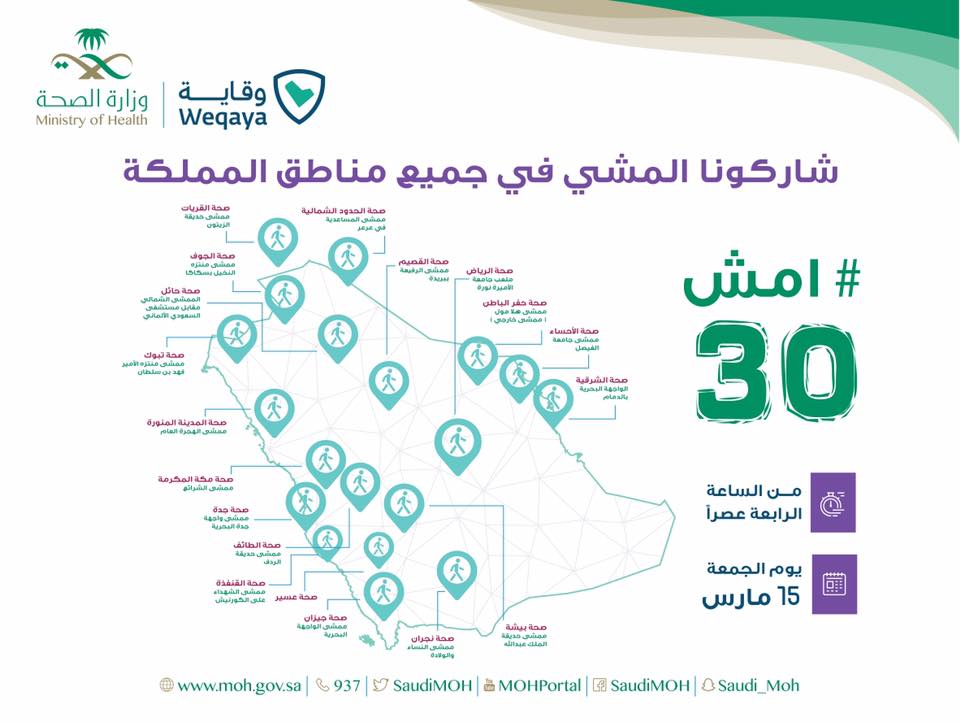 وزارة الصحة
Ministry of Health
وقاية
Weqaya
شاركونا المشي في جميع مناطق المملكة
# امش
30
من الساعة
الرابعة عصراً
يوم الجمعة
15 مارس
صحة الحدود الشمالية
ممشى المساعدية
في عرعر
صحة القريات
ممشى حديقة
الزيتون
صحة الجوف
ممشى منتزه
النخيل بسكاكا
صحة حائل
الممشى الشمالي
مقابل مستشفى
السعودي الألماني
صحة تبوك
ممشى منتزه الأمير
فهد بن سلطان
صحة القصيم
ممشى الرفيعة
ببريدة
صحة الرياض
ملعب جامعة
الأميرة نورة
صحة حفر الباطن
ممشى هلا مول
( ممشى خارجي )
صحة الأحساء
ممشى جامعة
الفيصل
صحة الشرقية
الواجهة البحرية
بالدمام
صحة المدينة المنورة
ممشى الهجرة العام
صحة مكة المكرمة
ممشى الشرائع
صحة جدة
ممشى واجهة
جدة البحرية
صحة الطائف
ممشى حديقة
الردف
صحة القنفذة
ممشى الشهداء
على الكورنيش
صحة عسير
صحة جيزان
ممشى الواجهة
البحرية
صحة نجران
ممشى النساء
والولادة
صحة بيشة
ممشى حديقة
الملك عبدالله
www.moh.gov.sa | 937 | SaudiMOH | MOHPortal | SaudiMOH | Saudi_Moh